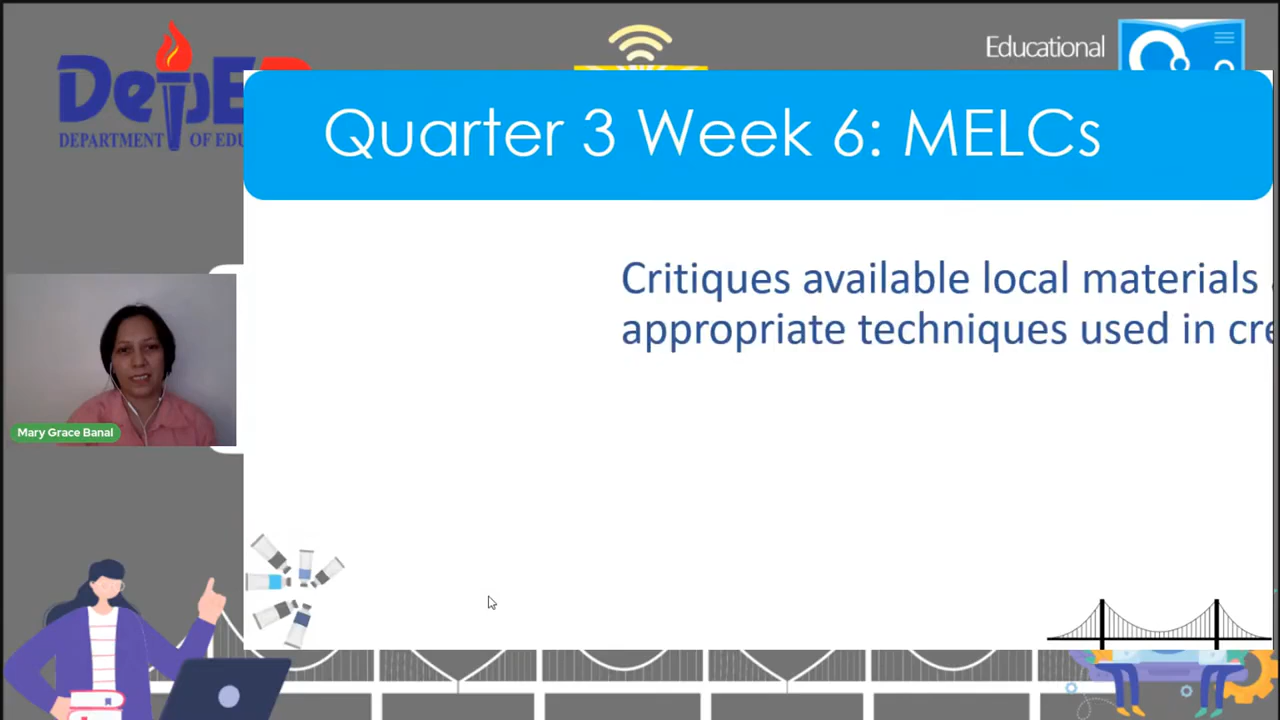 DepED
DEPARTMENT OF EDU
Educational
Quarter 3 Week 6: MELCs
Critiques available local materials
appropriate techniques used in cre
Mary Grace Banal